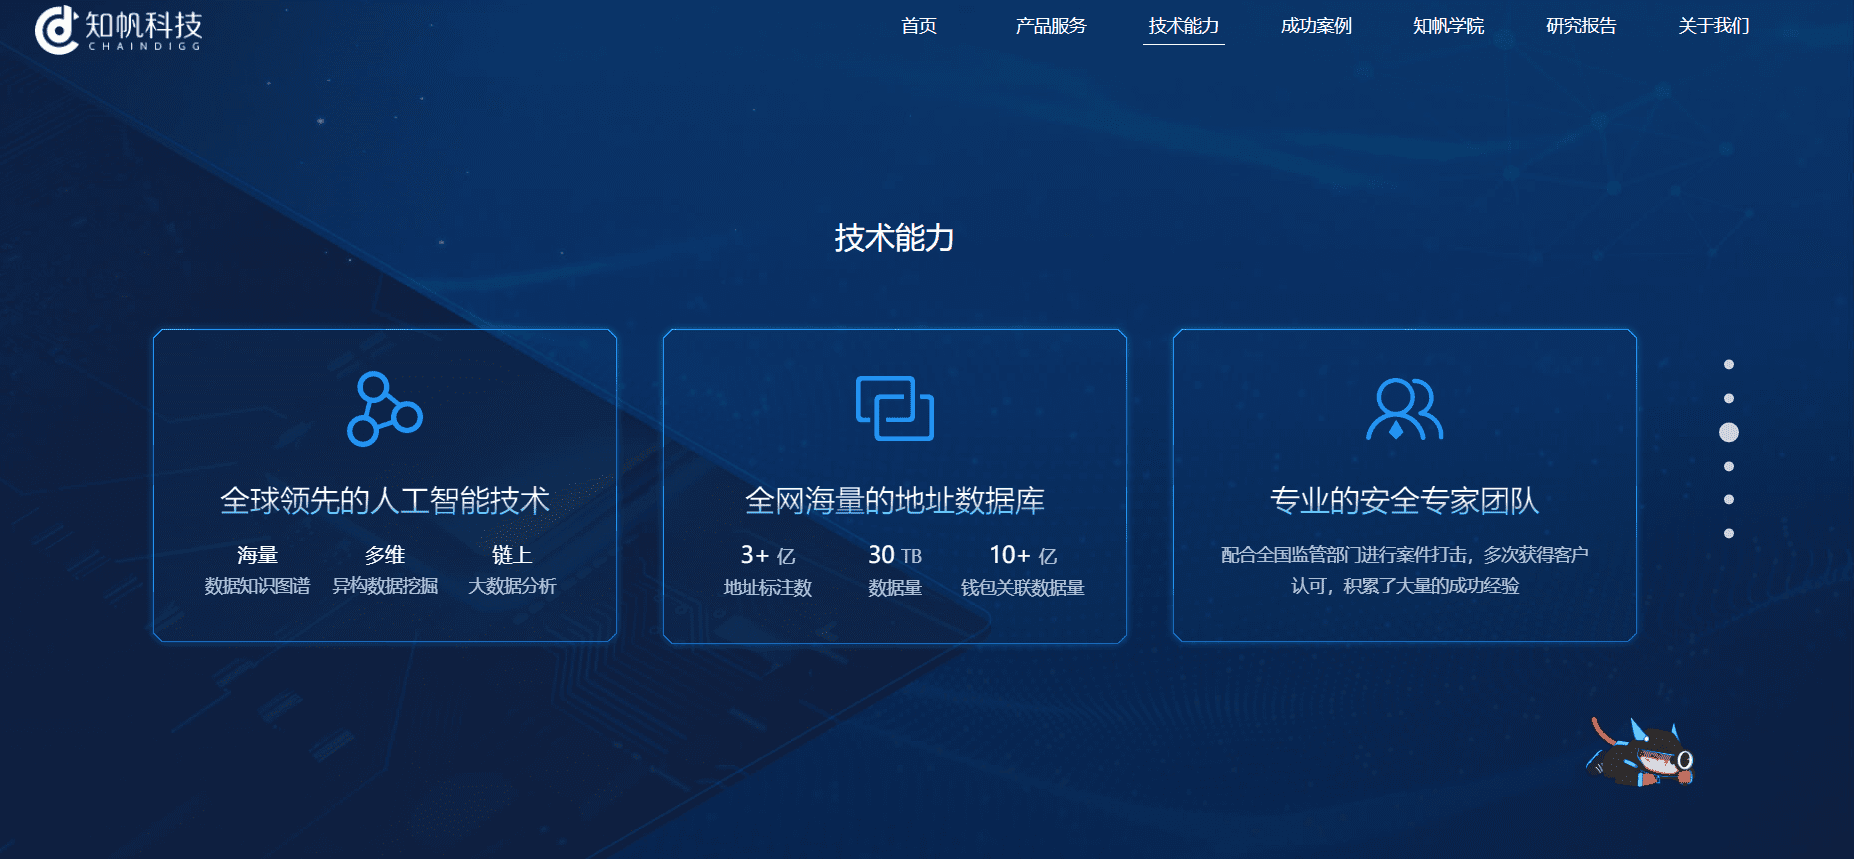 知帆科技
CHAINDIGG
首页 产品服务 技术能力 成功案例 知帆学院 研究报告 关于我们
技术能力
全球领先的人工智能技术
海量 多维 链上
数据知识图谱 异构数据挖掘 大数据分析
全网海量的地址数据库
3+ 亿 30 TB 10+ 亿
地址标注数 数据量 钱包关联数据量
专业的安全专家团队
配合全国监管部门进行案件打击，多次获得客户
认可，积累了大量的成功经验